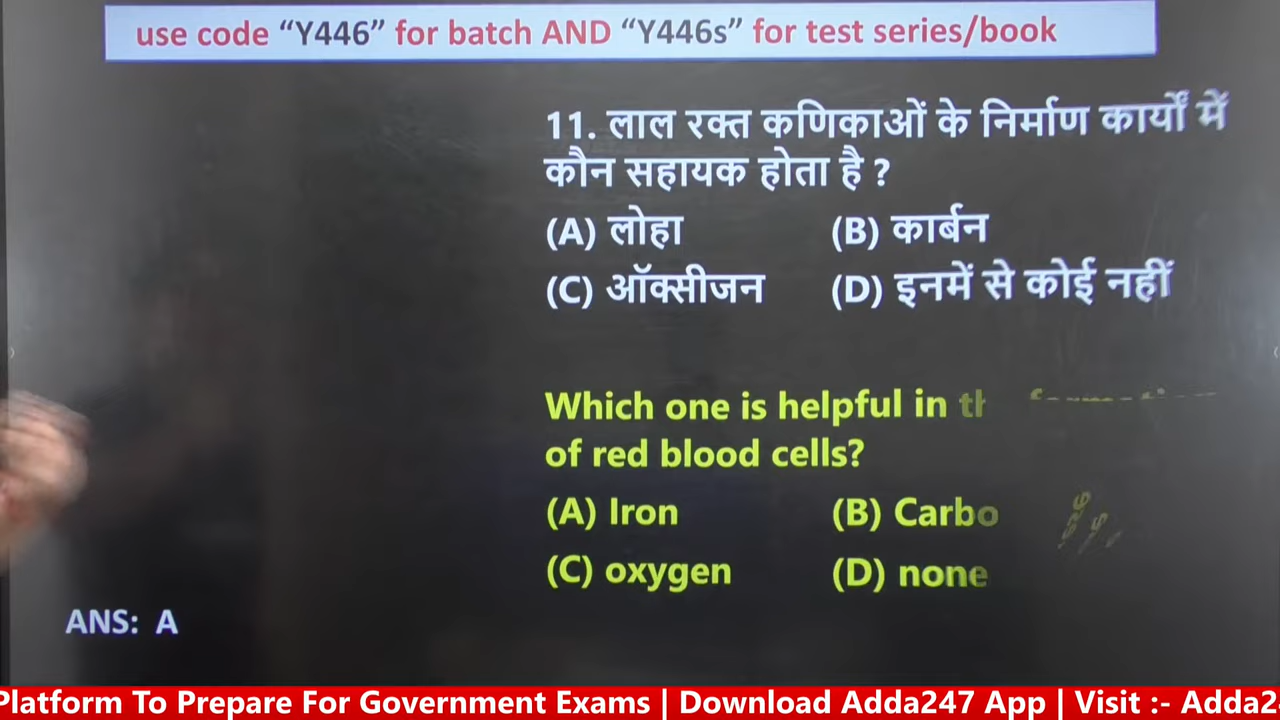 use code “Y446” for batch AND “Y446s” for test series/book
11. लाल रक्त कणिकाओं के निर्माण कार्यों में
कौन सहायक होता है ?
(A) लोहा (B) कार्बन
(C) ऑक्सीजन (D) इनमें से कोई नहीं
Which one is helpful in
of red blood cells?
(A) Iron (B) Carbo
(C) oxygen (D) none
ANS: A
Platform To Prepare For Government Exams | Download Adda247 App | Visit :- Adda2